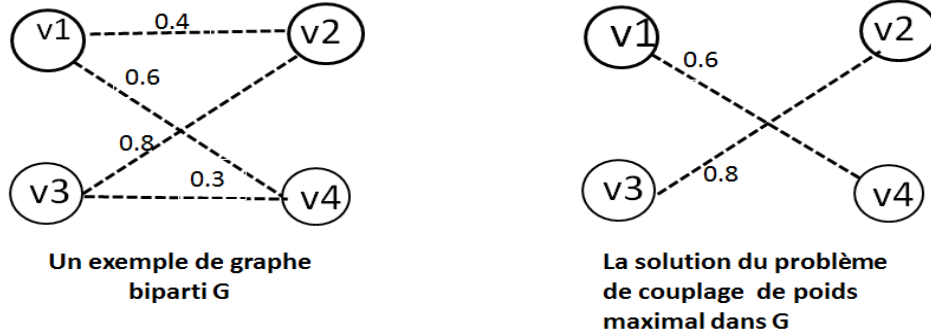 v1
0.4
v2
0.6
0.8
v3
0.3
v4
Un exemple de graphe
biparti G
v1
v2
0.6
v3
0.8
v4
La solution du problème
de couplage de poids
maximal dans G